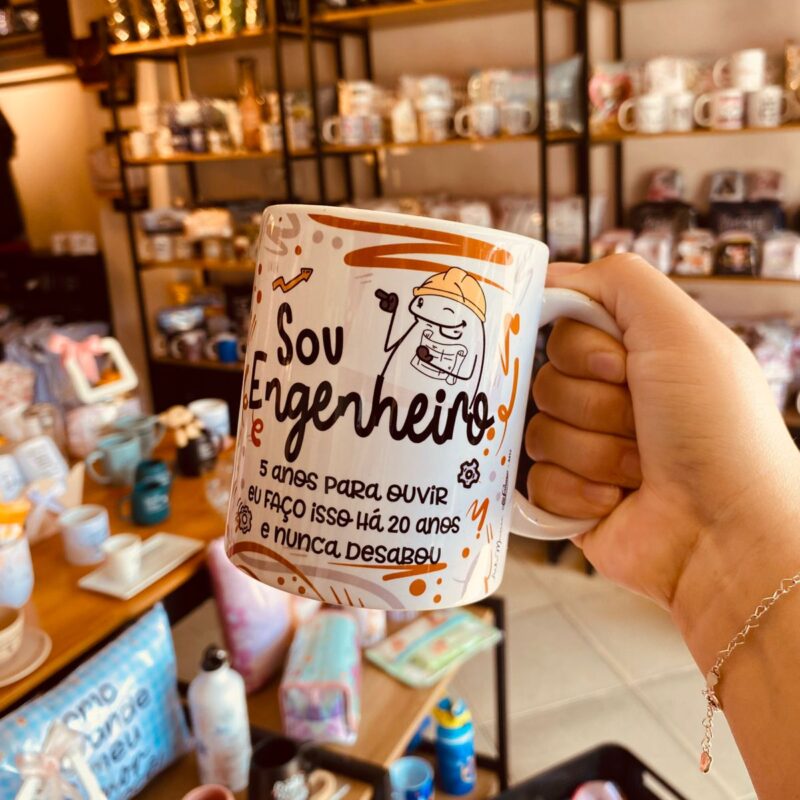 Sou
Engenheiro
e
5 anos para ouvir
eu faço isso há 20 anos
e nunca desabou